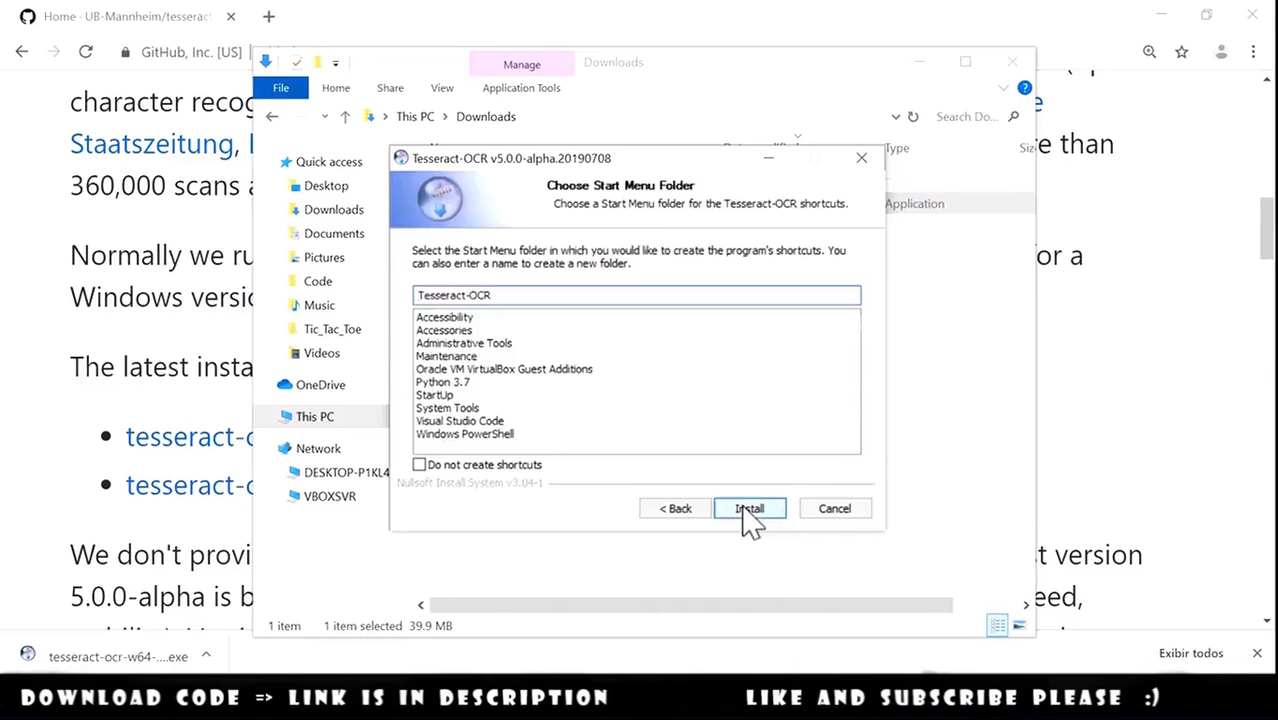 Home · UB-Mannheim/tesserac
GitHub, Inc. [US]
character recog
Staatszeitung,
re than
360,000 scans a
Normally we ru
or a
Windows versio
The latest insta
tesseract-o
tesseract-o
We don't provi
st version
5.0.0-alpha is b
eed,
Manage
Downloads
File
Home
Share
View
Application Tools
This PC
Downloads
Search Do...
Type
Siz
Application
Quick access
Desktop
Downloads
Documents
Pictures
Code
Music
Tic_Tac_Toe
Videos
OneDrive
This PC
Network
DESKTOP-P1KL4
VBOXSVR
1 item
1 item selected
39.9 MB
Tesseract-OCR v5.0.0-alpha.20190708
Choose Start Menu Folder
Choose a Start Menu folder for the Tesseract-OCR shortcuts.
Select the Start Menu folder in which you would like to create the program's shortcuts. You
can also enter a name to create a new folder.
Tesseract-OCR
Accessibility
Accessories
Administrative Tools
Maintenance
Oracle VM VirtualBox Guest Additions
Python 3.7
StartUp
System Tools
Visual Studio Code
Windows PowerShell
Do not create shortcuts
Nullsoft Install System v3.04-1
< Back
Install
Cancel
tesseract-ocr-w64-....exe
Exibir todos
DOWNLOAD CODE => LINK IS IN DESCRIPTION
LIKE AND SUBSCRIBE PLEASE :)